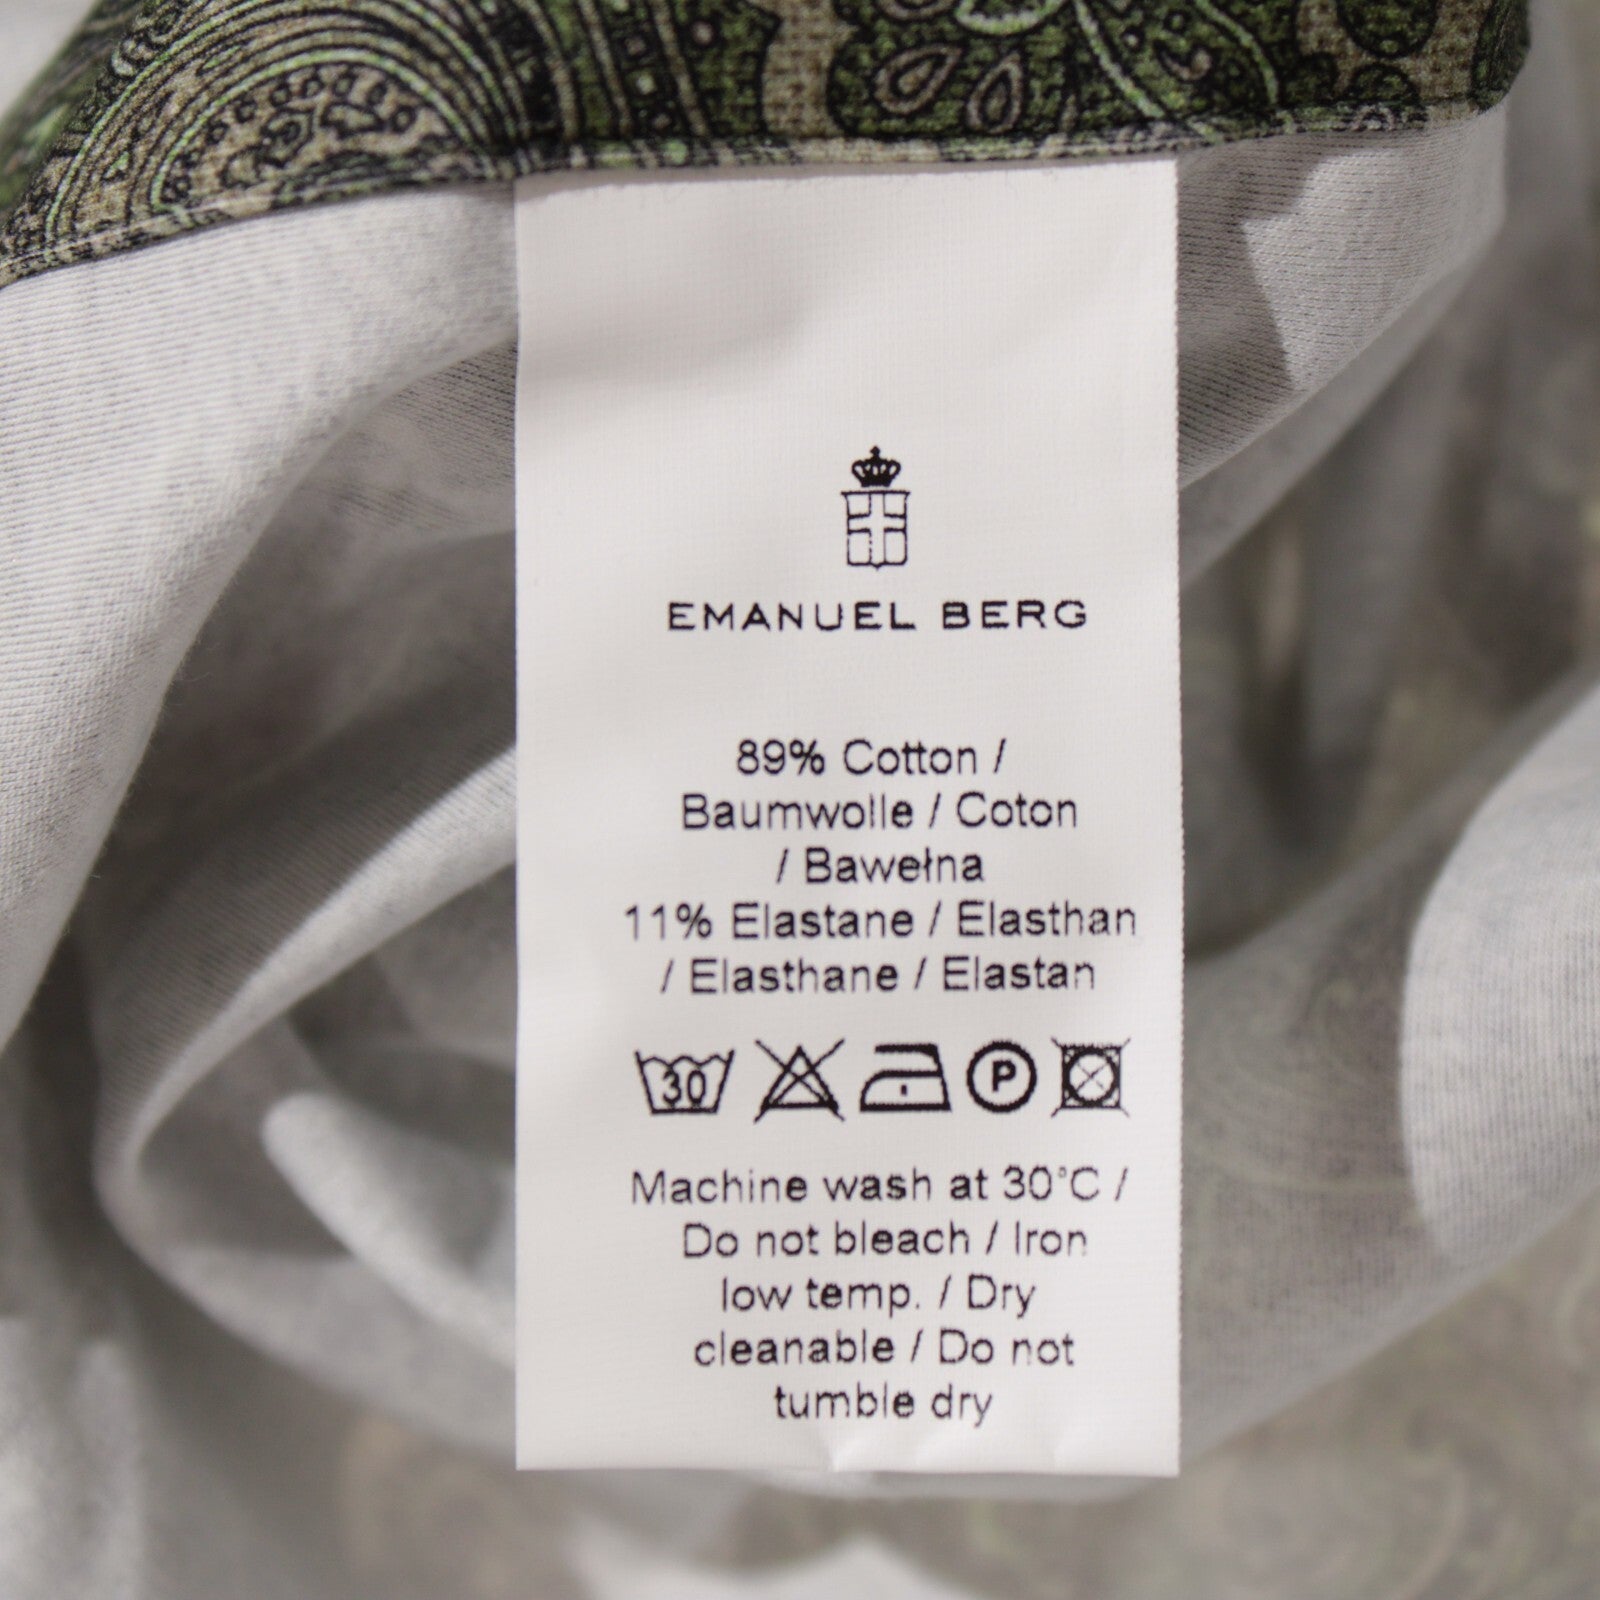 EMANUEL BERG
89% Cotton /
Baumwolle / Coton
/ Bawełna
11% Elastane / Elasthan
/ Elasthane / Elastan
30 P
Machine wash at 30°C /
Do not bleach / Iron
low temp. / Dry
cleanable / Do not
tumble dry